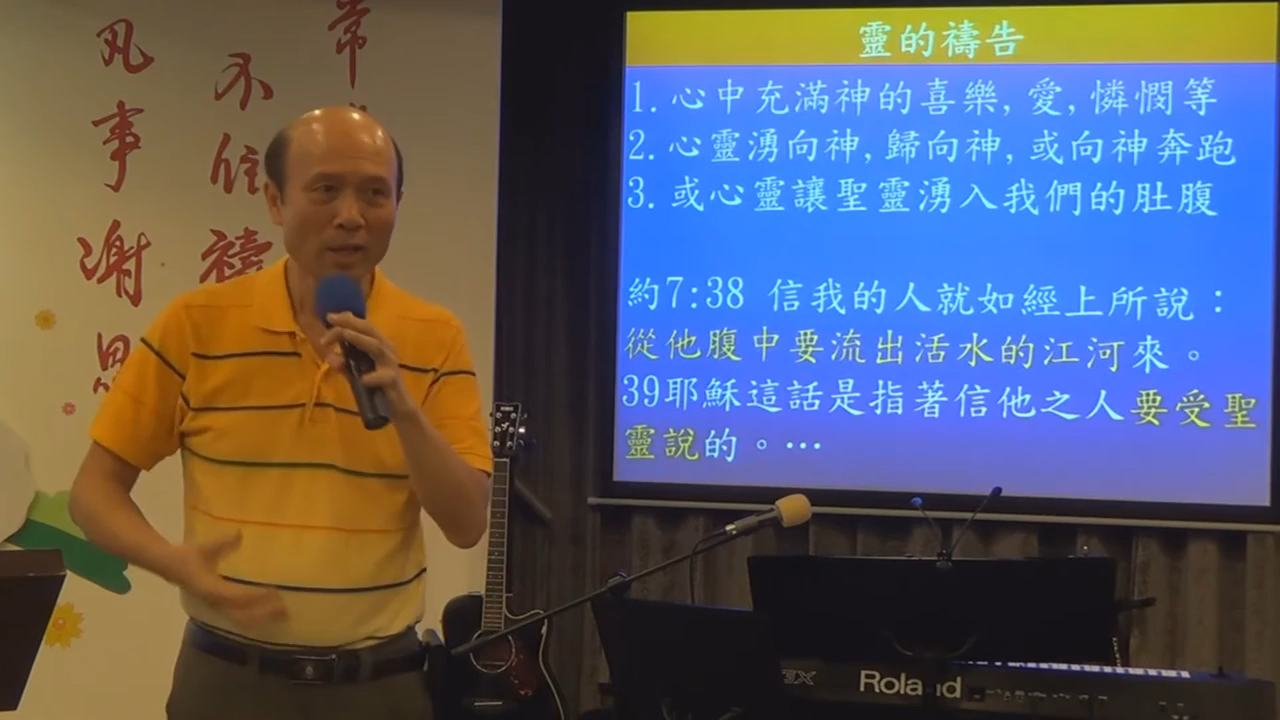 常
不住禱
凡事謝恩
靈的禱告
1. 心中充滿神的喜樂, 愛, 憐憫等
2. 心靈湧向神, 歸向神, 或向神奔跑
3. 或心靈讓聖靈湧入我們的肚腹
約7:38 信我的人就如經上所說：
從他腹中要流出活水的江河來。
39耶穌這話是指著信他之人要受聖
靈說的。…
Roland